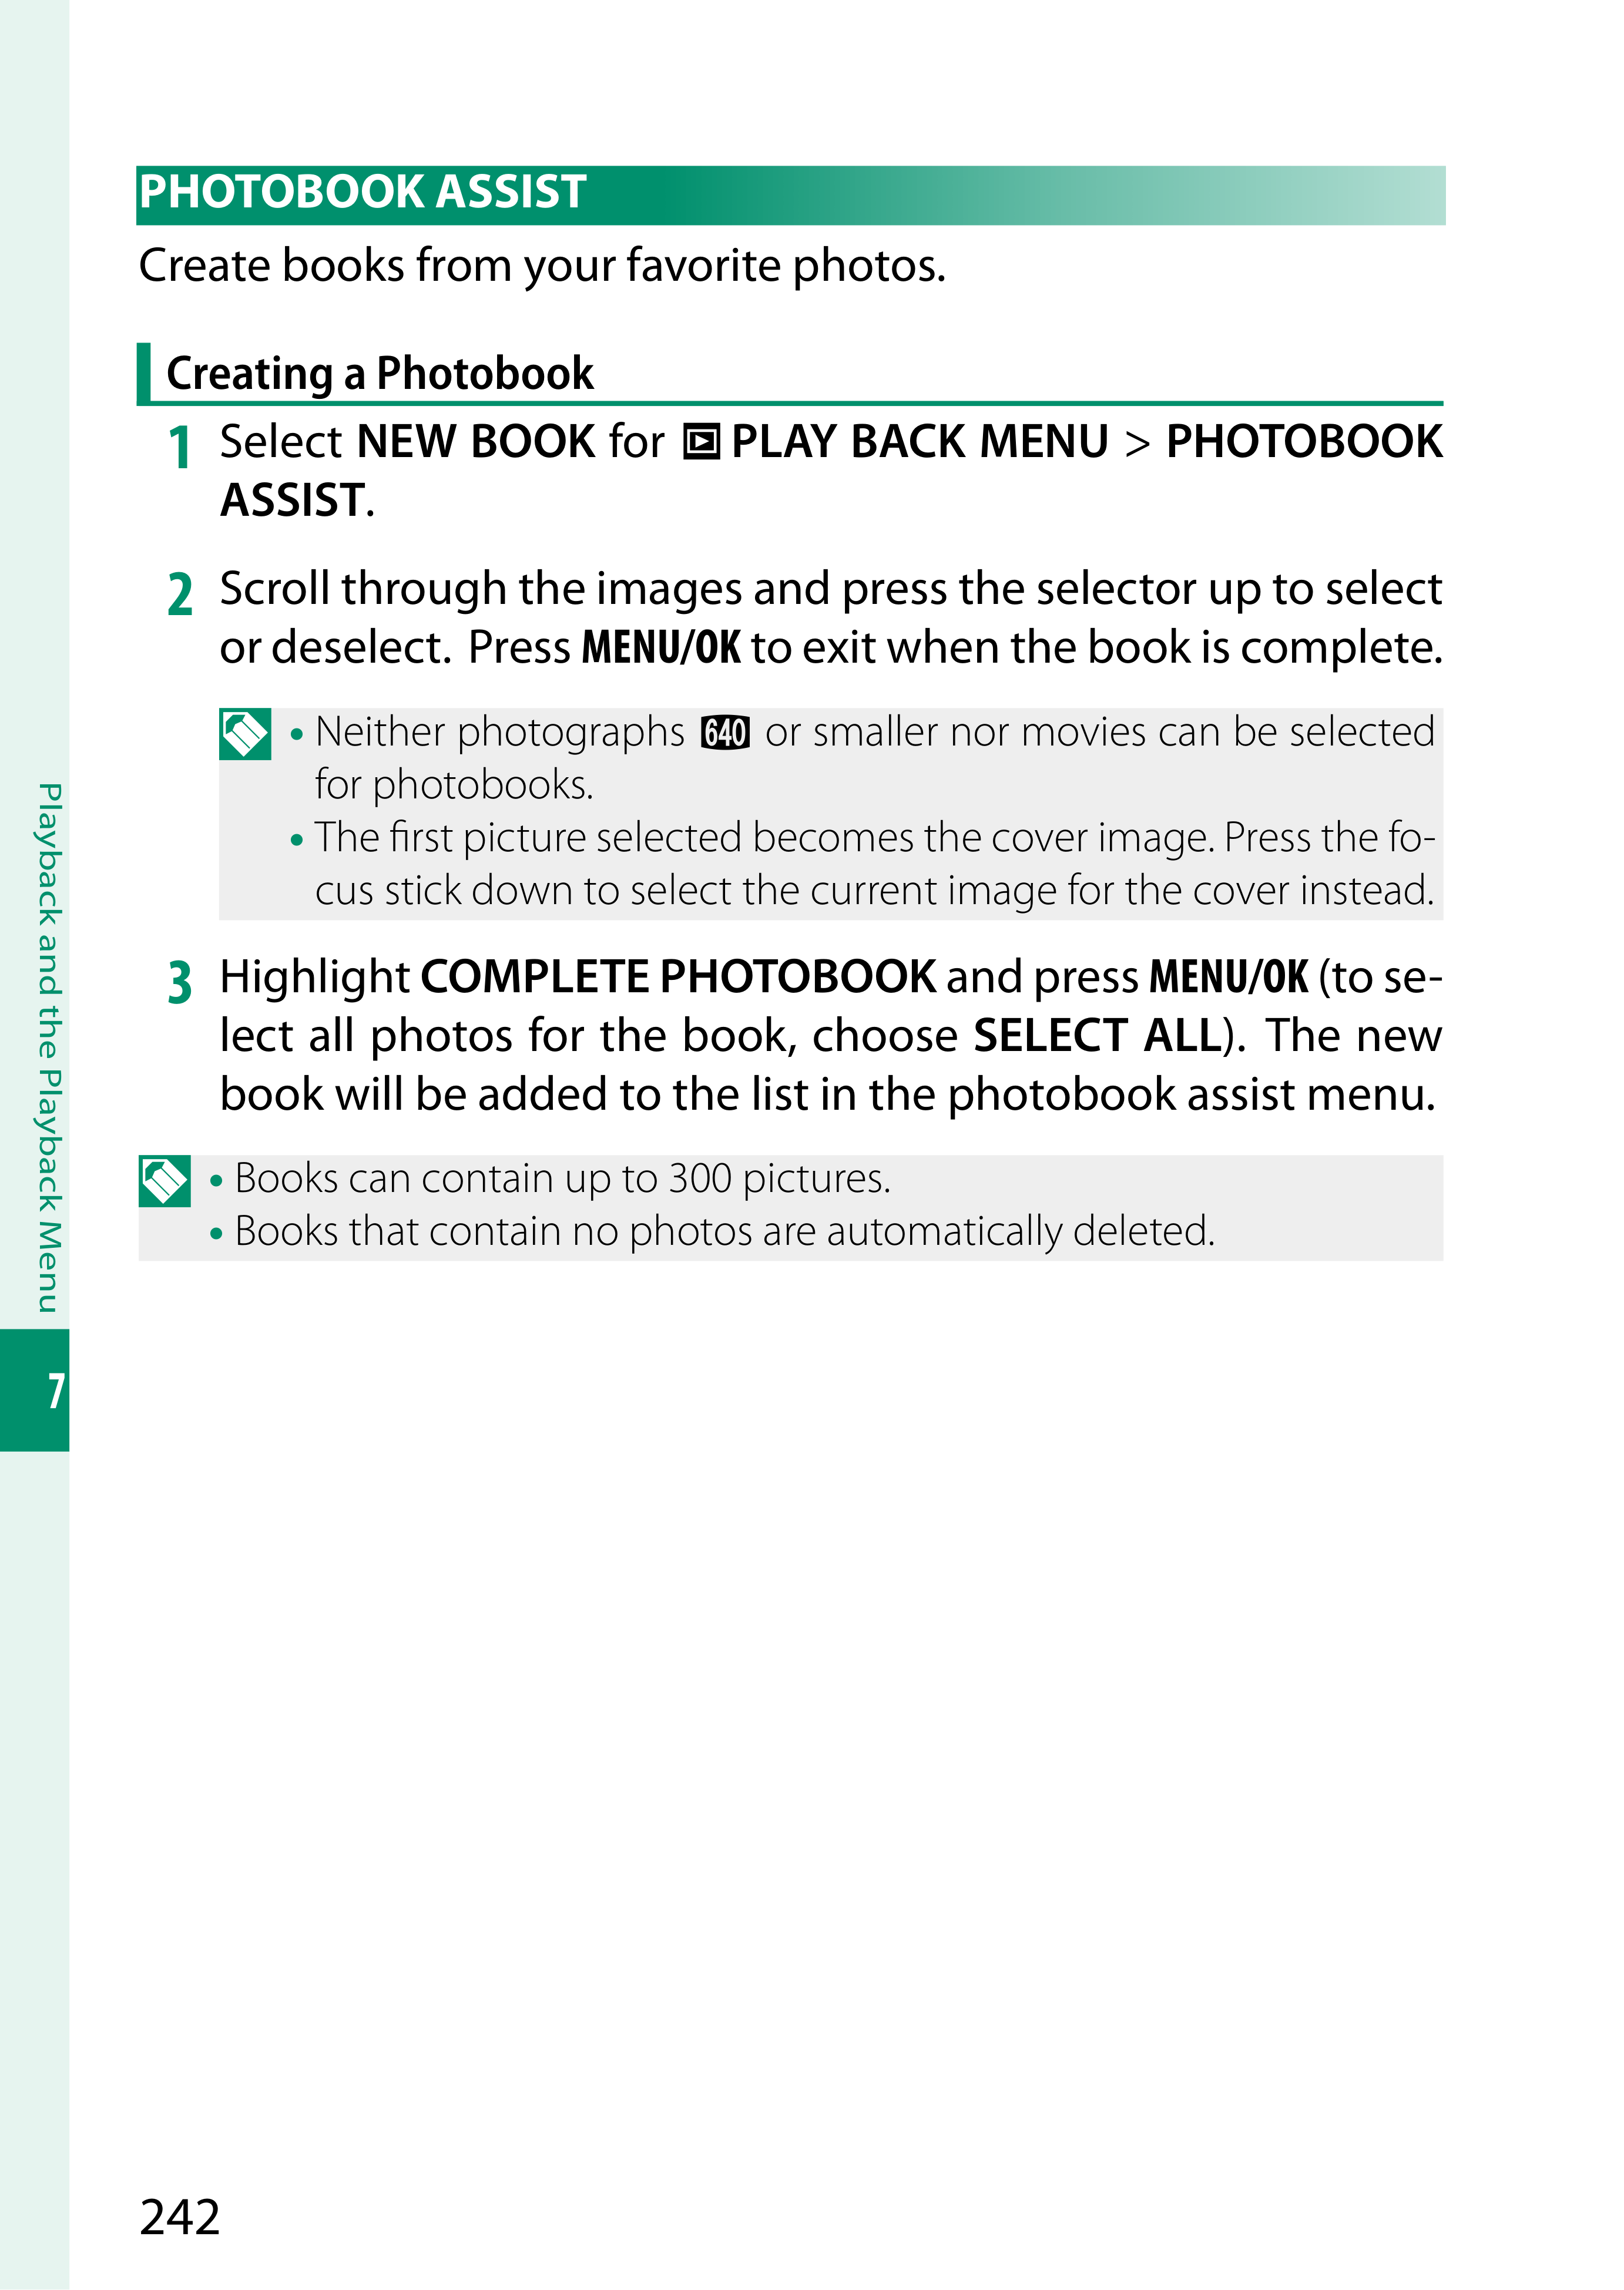 PHOTOBOOK ASSIST
Create books from your favorite photos.
Creating a Photobook
1 Select NEW BOOK for PLAY BACK MENU > PHOTOBOOK
ASSIST.
2 Scroll through the images and press the selector up to select
or deselect. Press MENU/OK to exit when the book is complete.
• Neither photographs 640 or smaller nor movies can be selected
for photobooks.
• The first picture selected becomes the cover image. Press the fo-
cus stick down to select the current image for the cover instead.
3 Highlight COMPLETE PHOTOBOOK and press MENU/OK (to se-
lect all photos for the book, choose SELECT ALL). The new
book will be added to the list in the photobook assist menu.
• Books can contain up to 300 pictures.
• Books that contain no photos are automatically deleted.
Playback and the Playback Menu
7
242